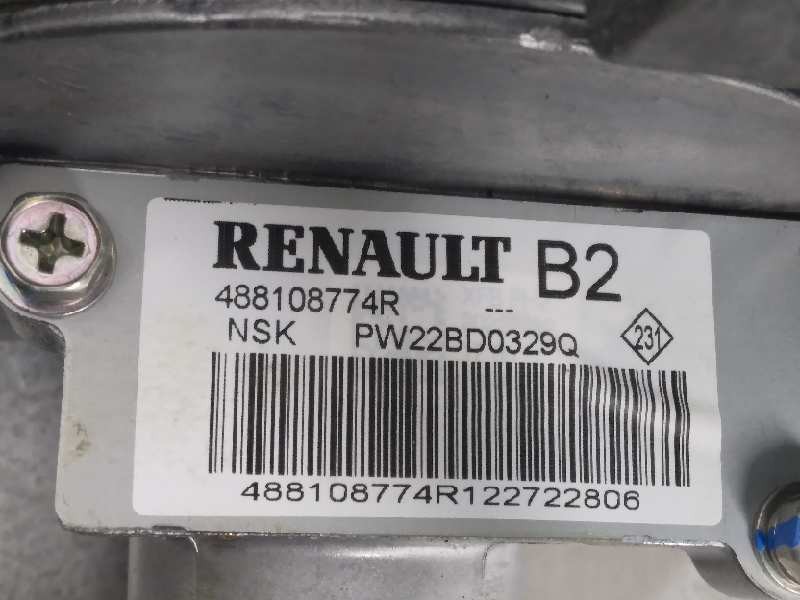 RENAULT B2
488108774R ---
NSK PW22BD0329Q 231
488108774R122722806